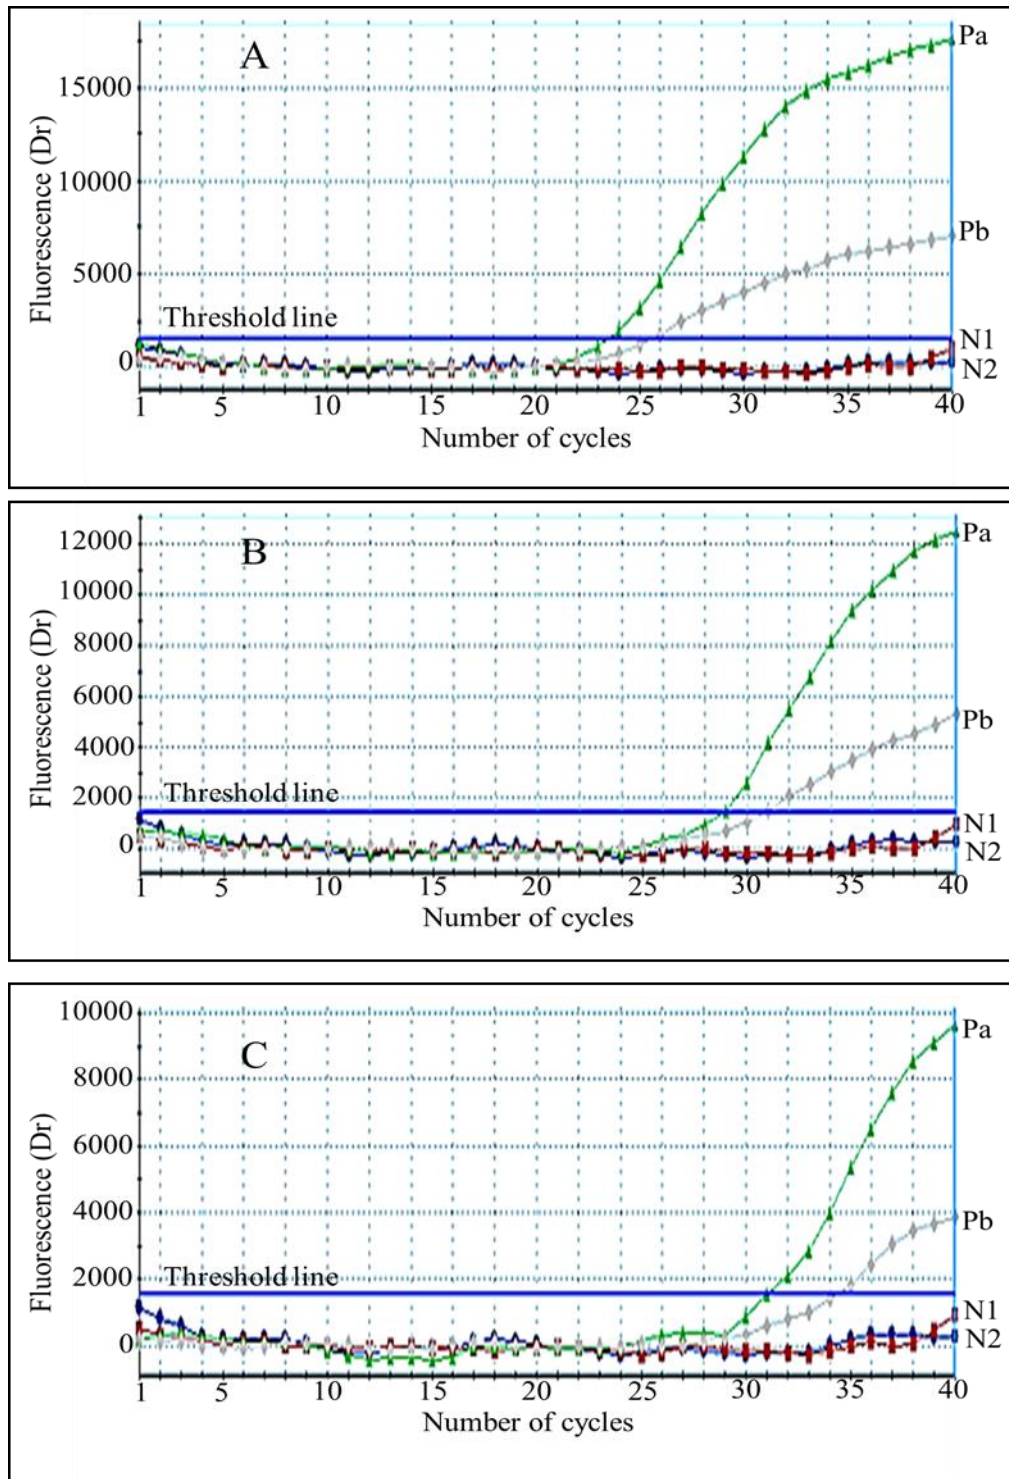 A
Fluorescence (Dr)
15000
10000
5000
0
Threshold line
Pa
Pb
N1
N2
1 5 10 15 20 25 30 35 40
Number of cycles
B
Fluorescence (Dr)
12000
10000
8000
6000
4000
2000
0
Threshold line
Pa
Pb
N1
N2
1 5 10 15 20 25 30 35 40
Number of cycles
C
Fluorescence (Dr)
10000
8000
6000
4000
2000
0
Threshold line
Pa
Pb
N1
N2
1 5 10 15 20 25 30 35 40
Number of cycles